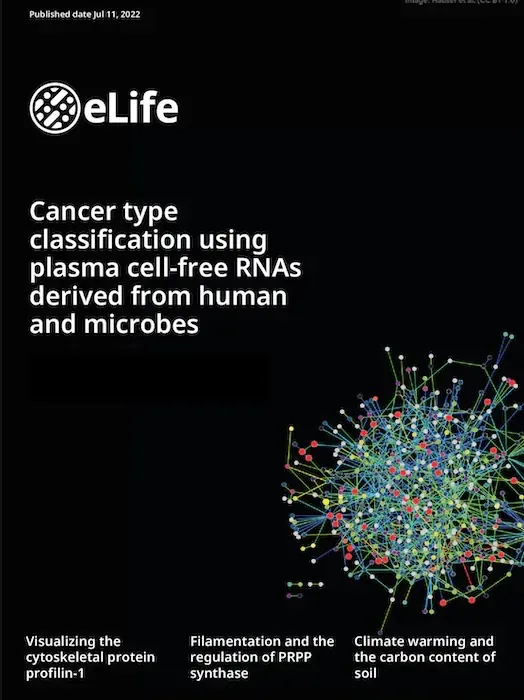 Published date Jul 11, 2022
eLife
Cancer type
classification using
plasma cell-free RNAs
derived from human
and microbes
Visualizing the
cytoskeletal protein
profilin-1
Filamentation and the
regulation of PRPP
synthase
Climate warming and
the carbon content of
soil